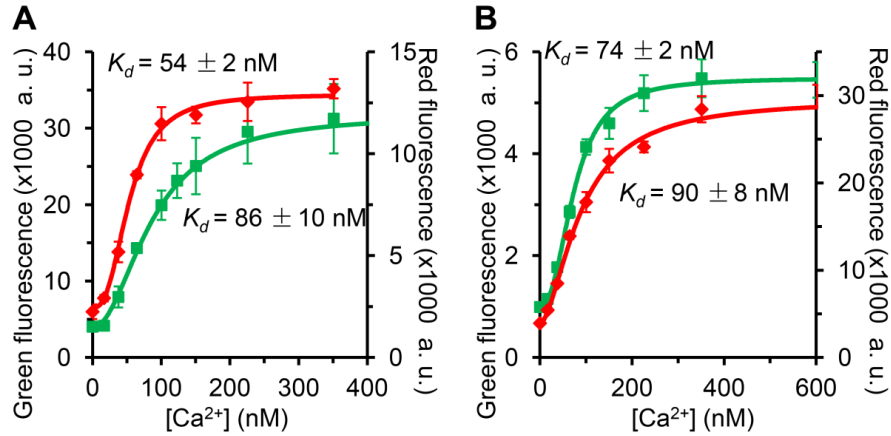 A
B
Green fluorescence (x1000 a. u.)
40
30
20
10
0
K_d = 54 ± 2 nM
K_d = 86 ± 10 nM
15
10
5
0
Red fluorescence (x1000 a. u.)
0 100 200 300 400
[Ca²⁺] (nM)
Green fluorescence (x1000 a. u.)
6
4
2
0
K_d = 74 ± 2 nM
K_d = 90 ± 8 nM
30
20
10
0
Red fluorescence (x1000 a. u.)
0 200 400 600
[Ca²⁺] (nM)